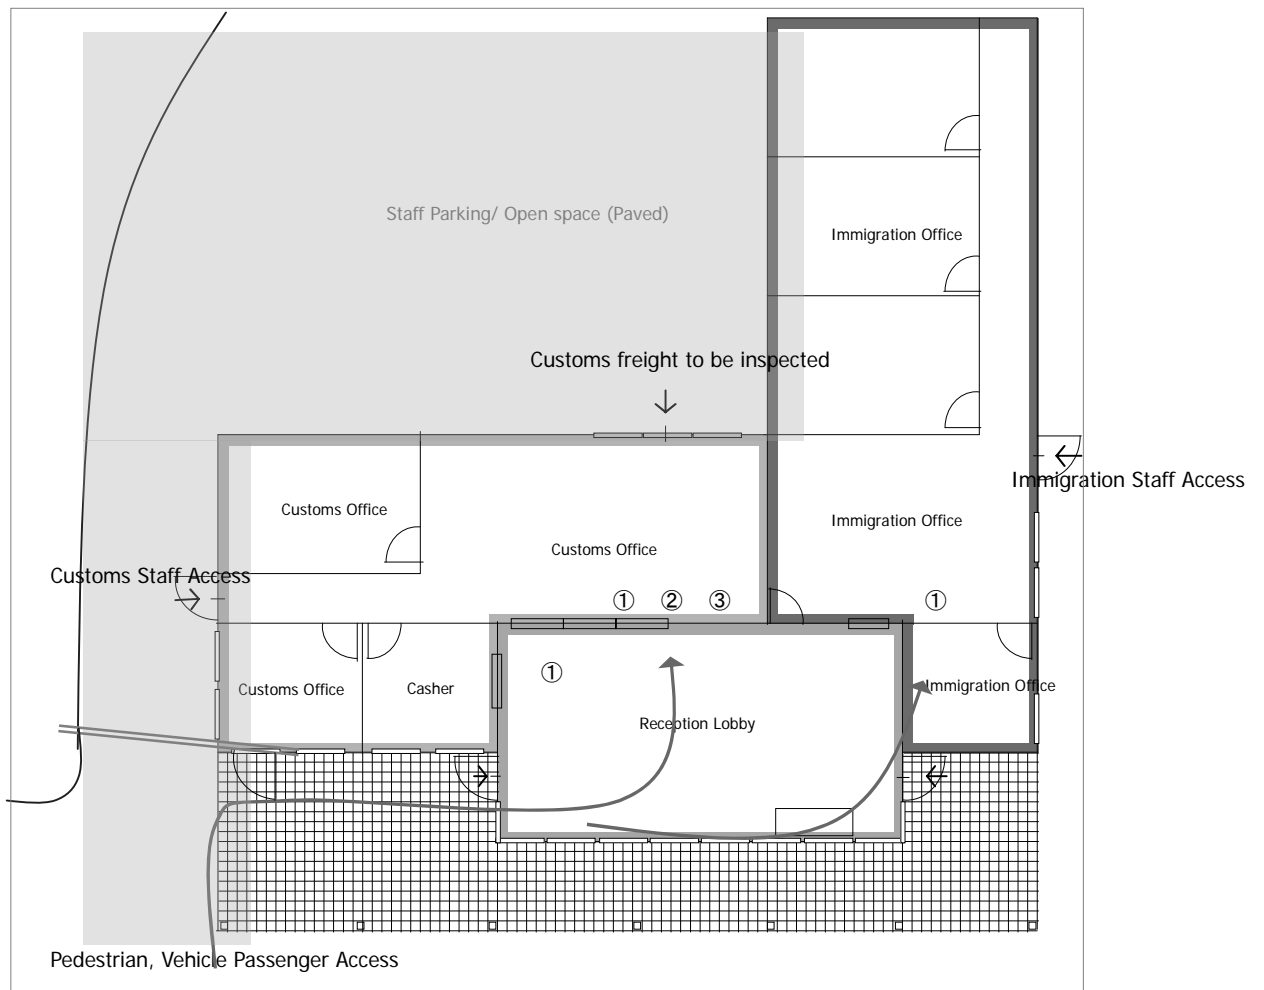 Staff Parking/ Open space (Paved)
Immigration Office
Customs freight to be inspected
Immigration Staff Access
Customs Office
Immigration Office
Customs Office
Customs Staff Access
① ② ③ ①
①
Customs Office
Casher
Immigration Office
Reception Lobby
Pedestrian, Vehicle Passenger Access